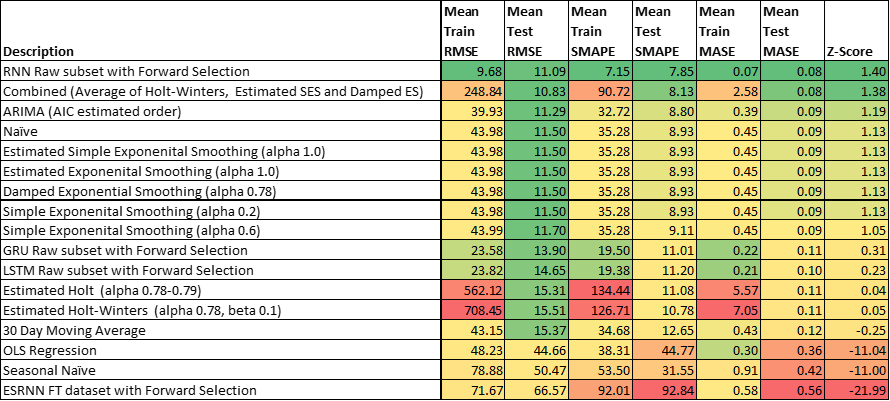 Description Mean Train RMSE Mean Test RMSE Mean Train SMAPE Mean Test SMAPE Mean Train MASE Mean Test MASE Z-Score
RNN Raw subset with Forward Selection 9.68 11.09 7.15 7.85 0.07 0.08 1.40
Combined (Average of Holt-Winters, Estimated SES and Damped ES) 248.84 10.83 90.72 8.13 2.58 0.08 1.38
ARIMA (AIC estimated order) 39.93 11.29 32.72 8.80 0.39 0.09 1.19
Naïve 43.98 11.50 35.28 8.93 0.45 0.09 1.13
Estimated Simple Exponenital Smoothing (alpha 1.0) 43.98 11.50 35.28 8.93 0.45 0.09 1.13
Estimated Exponenital Smoothing (alpha 1.0) 43.98 11.50 35.28 8.93 0.45 0.09 1.13
Damped Exponential Smoothing (alpha 0.78) 43.98 11.50 35.28 8.93 0.45 0.09 1.13
Simple Exponenital Smoothing (alpha 0.2) 43.98 11.50 35.28 8.93 0.45 0.09 1.13
Simple Exponenital Smoothing (alpha 0.6) 43.99 11.70 35.28 9.11 0.45 0.09 1.05
GRU Raw subset with Forward Selection 23.58 13.90 19.50 11.01 0.22 0.11 0.31
LSTM Raw subset with Forward Selection 23.82 14.65 19.38 11.20 0.21 0.10 0.23
Estimated Holt (alpha 0.78-0.79) 562.12 15.31 134.44 11.08 5.57 0.11 0.04
Estimated Holt-Winters (alpha 0.78, beta 0.1) 708.45 15.51 126.71 10.78 7.05 0.11 0.05
30 Day Moving Average 43.15 15.37 34.68 12.65 0.43 0.12 -0.25
OLS Regression 48.23 44.66 38.31 44.77 0.30 0.36 -11.04
Seasonal Naïve 78.88 50.47 53.50 31.55 0.91 0.42 -11.00
ESRNN FT dataset with Forward Selection 71.67 66.57 92.01 92.84 0.58 0.56 -21.99